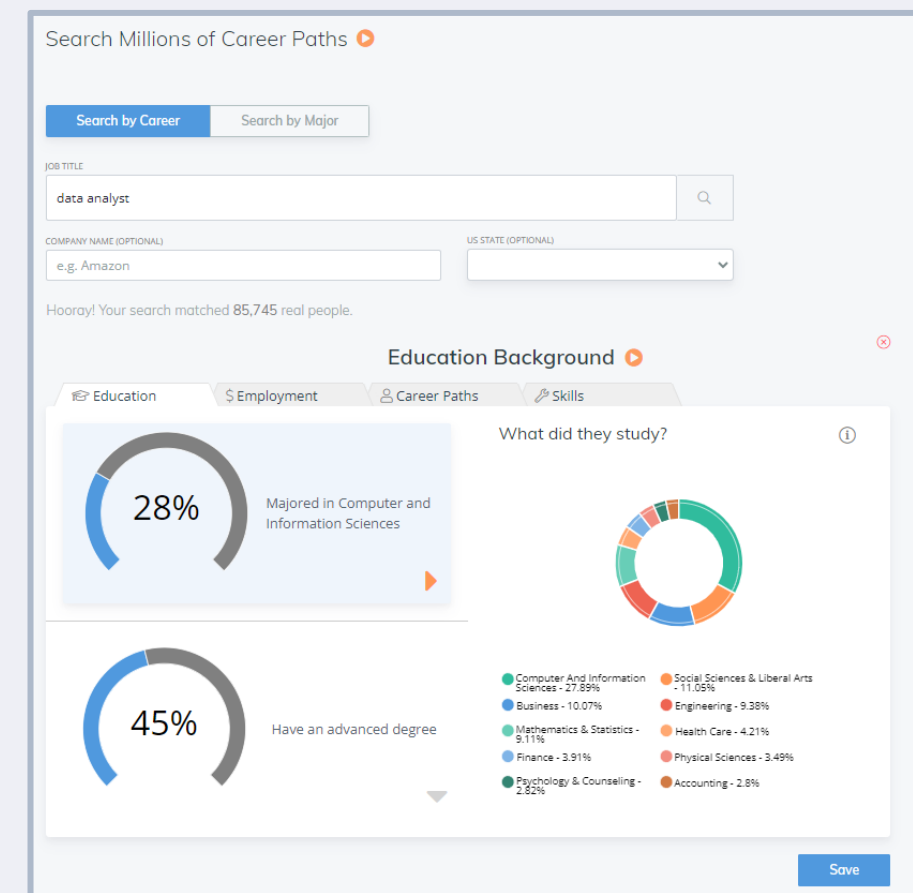 Search Millions of Career Paths
Search by Career
Search by Major
JOB TITLE
data analyst
COMPANY NAME (OPTIONAL)
US STATE (OPTIONAL)
e.g. Amazon
Hooray! Your search matched 85,745 real people.
Education Background
Education
$ Employment
Career Paths
Skills
28%
Majored in Computer and
Information Sciences
45%
Have an advanced degree
What did they study?
Computer And Information
Sciences - 27.89%
Social Sciences & Liberal Arts
- 11.05%
Business - 10.07%
Engineering - 9.38%
Mathematics & Statistics -
9.11%
Health Care - 4.21%
Finance - 3.91%
Physical Sciences - 3.49%
Psychology & Counseling -
2.82%
Accounting - 2.8%
Save